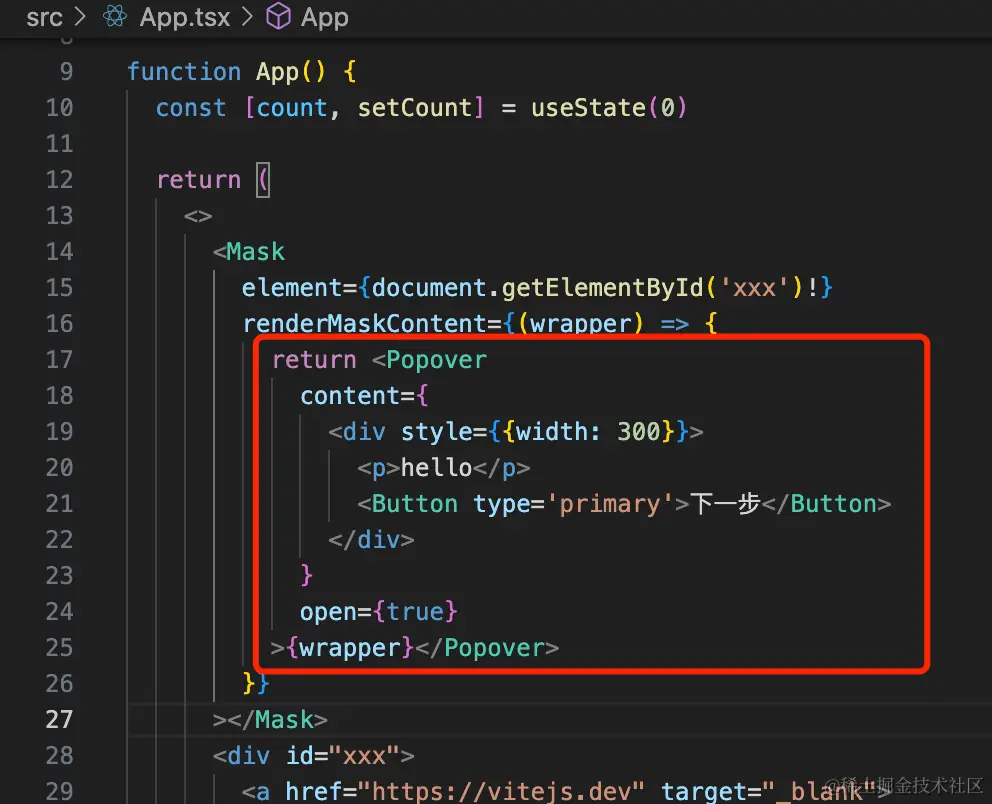 src > App.tsx > App
8
9 function App() {
10 const [count, setCount] = useState(0)
11
12 return (
13 <>
14 <Mask
15 element={document.getElementById('xxx')!}
16 renderMaskContent={(wrapper) => {
17 return <Popover
18 content={
19 <div style={{width: 300}}>
20 <p>hello</p>
21 <Button type='primary'>下一步</Button>
22 </div>
23 }
24 open={true}
25 >{wrapper}</Popover>
26 }}
27 ></Mask>
28 <div id="xxx">
29 <a href="https://vitejs.dev" target="_blank">
@稀土掘金技术社区